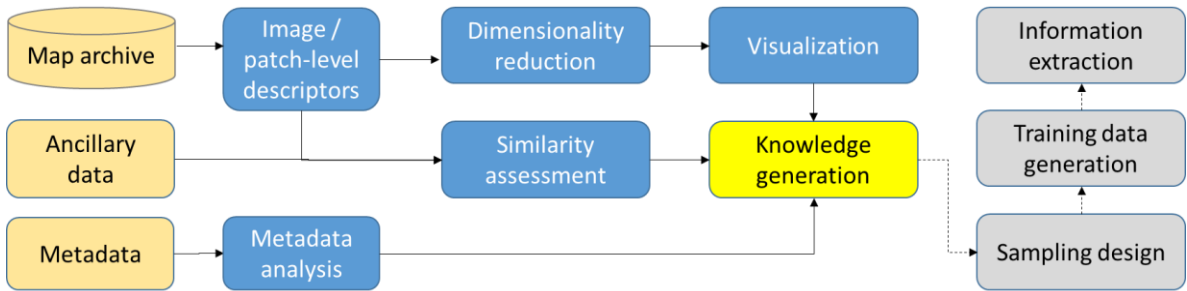 Map archive
Image /
patch-level
descriptors
Dimensionality
reduction
Visualization
Information
extraction
Ancillary
data
Similarity
assessment
Knowledge
generation
Training data
generation
Metadata
Metadata
analysis
Sampling design